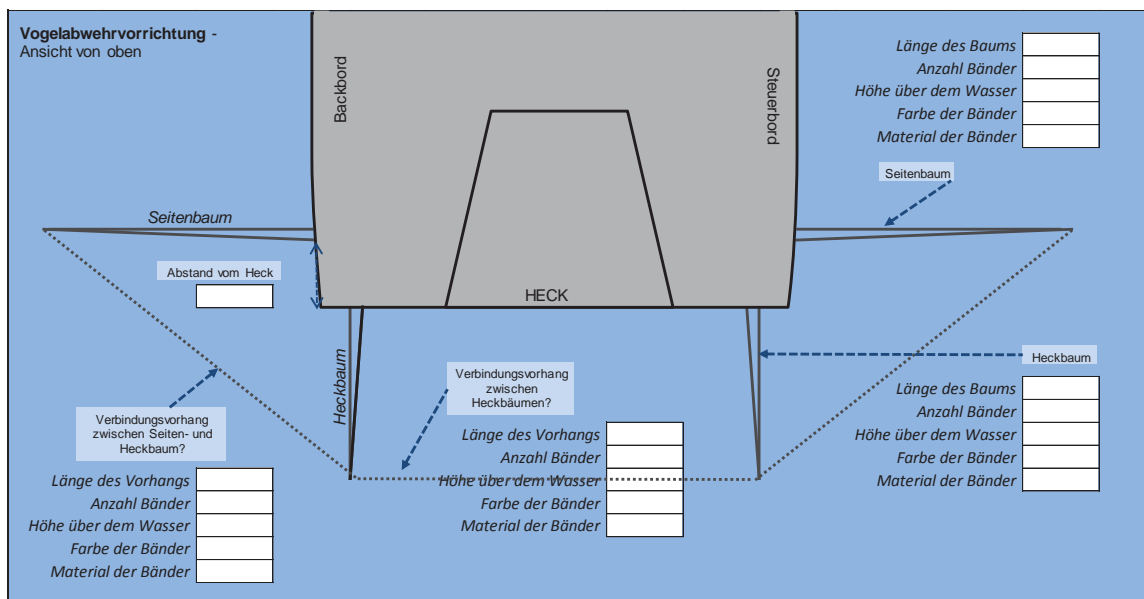 Vogelabwehrvorrichtung -
Ansicht von oben
Backbord
Steuerbord
Länge des Baums
Anzahl Bänder
Höhe über dem Wasser
Farbe der Bänder
Material der Bänder
Seitenbaum
Seitenbaum
Abstand vom Heck
HECK
Heckbaum
Heckbaum
Verbindungsvorhang
zwischen
Heckbäumen?
Verbindungsvorhang
zwischen Seiten- und
Heckbaum?
Länge des Vorhangs
Anzahl Bänder
Höhe über dem Wasser
Farbe der Bänder
Material der Bänder
Länge des Vorhangs
Anzahl Bänder
Höhe über dem Wasser
Farbe der Bänder
Material der Bänder
Länge des Baums
Anzahl Bänder
Höhe über dem Wasser
Farbe der Bänder
Material der Bänder